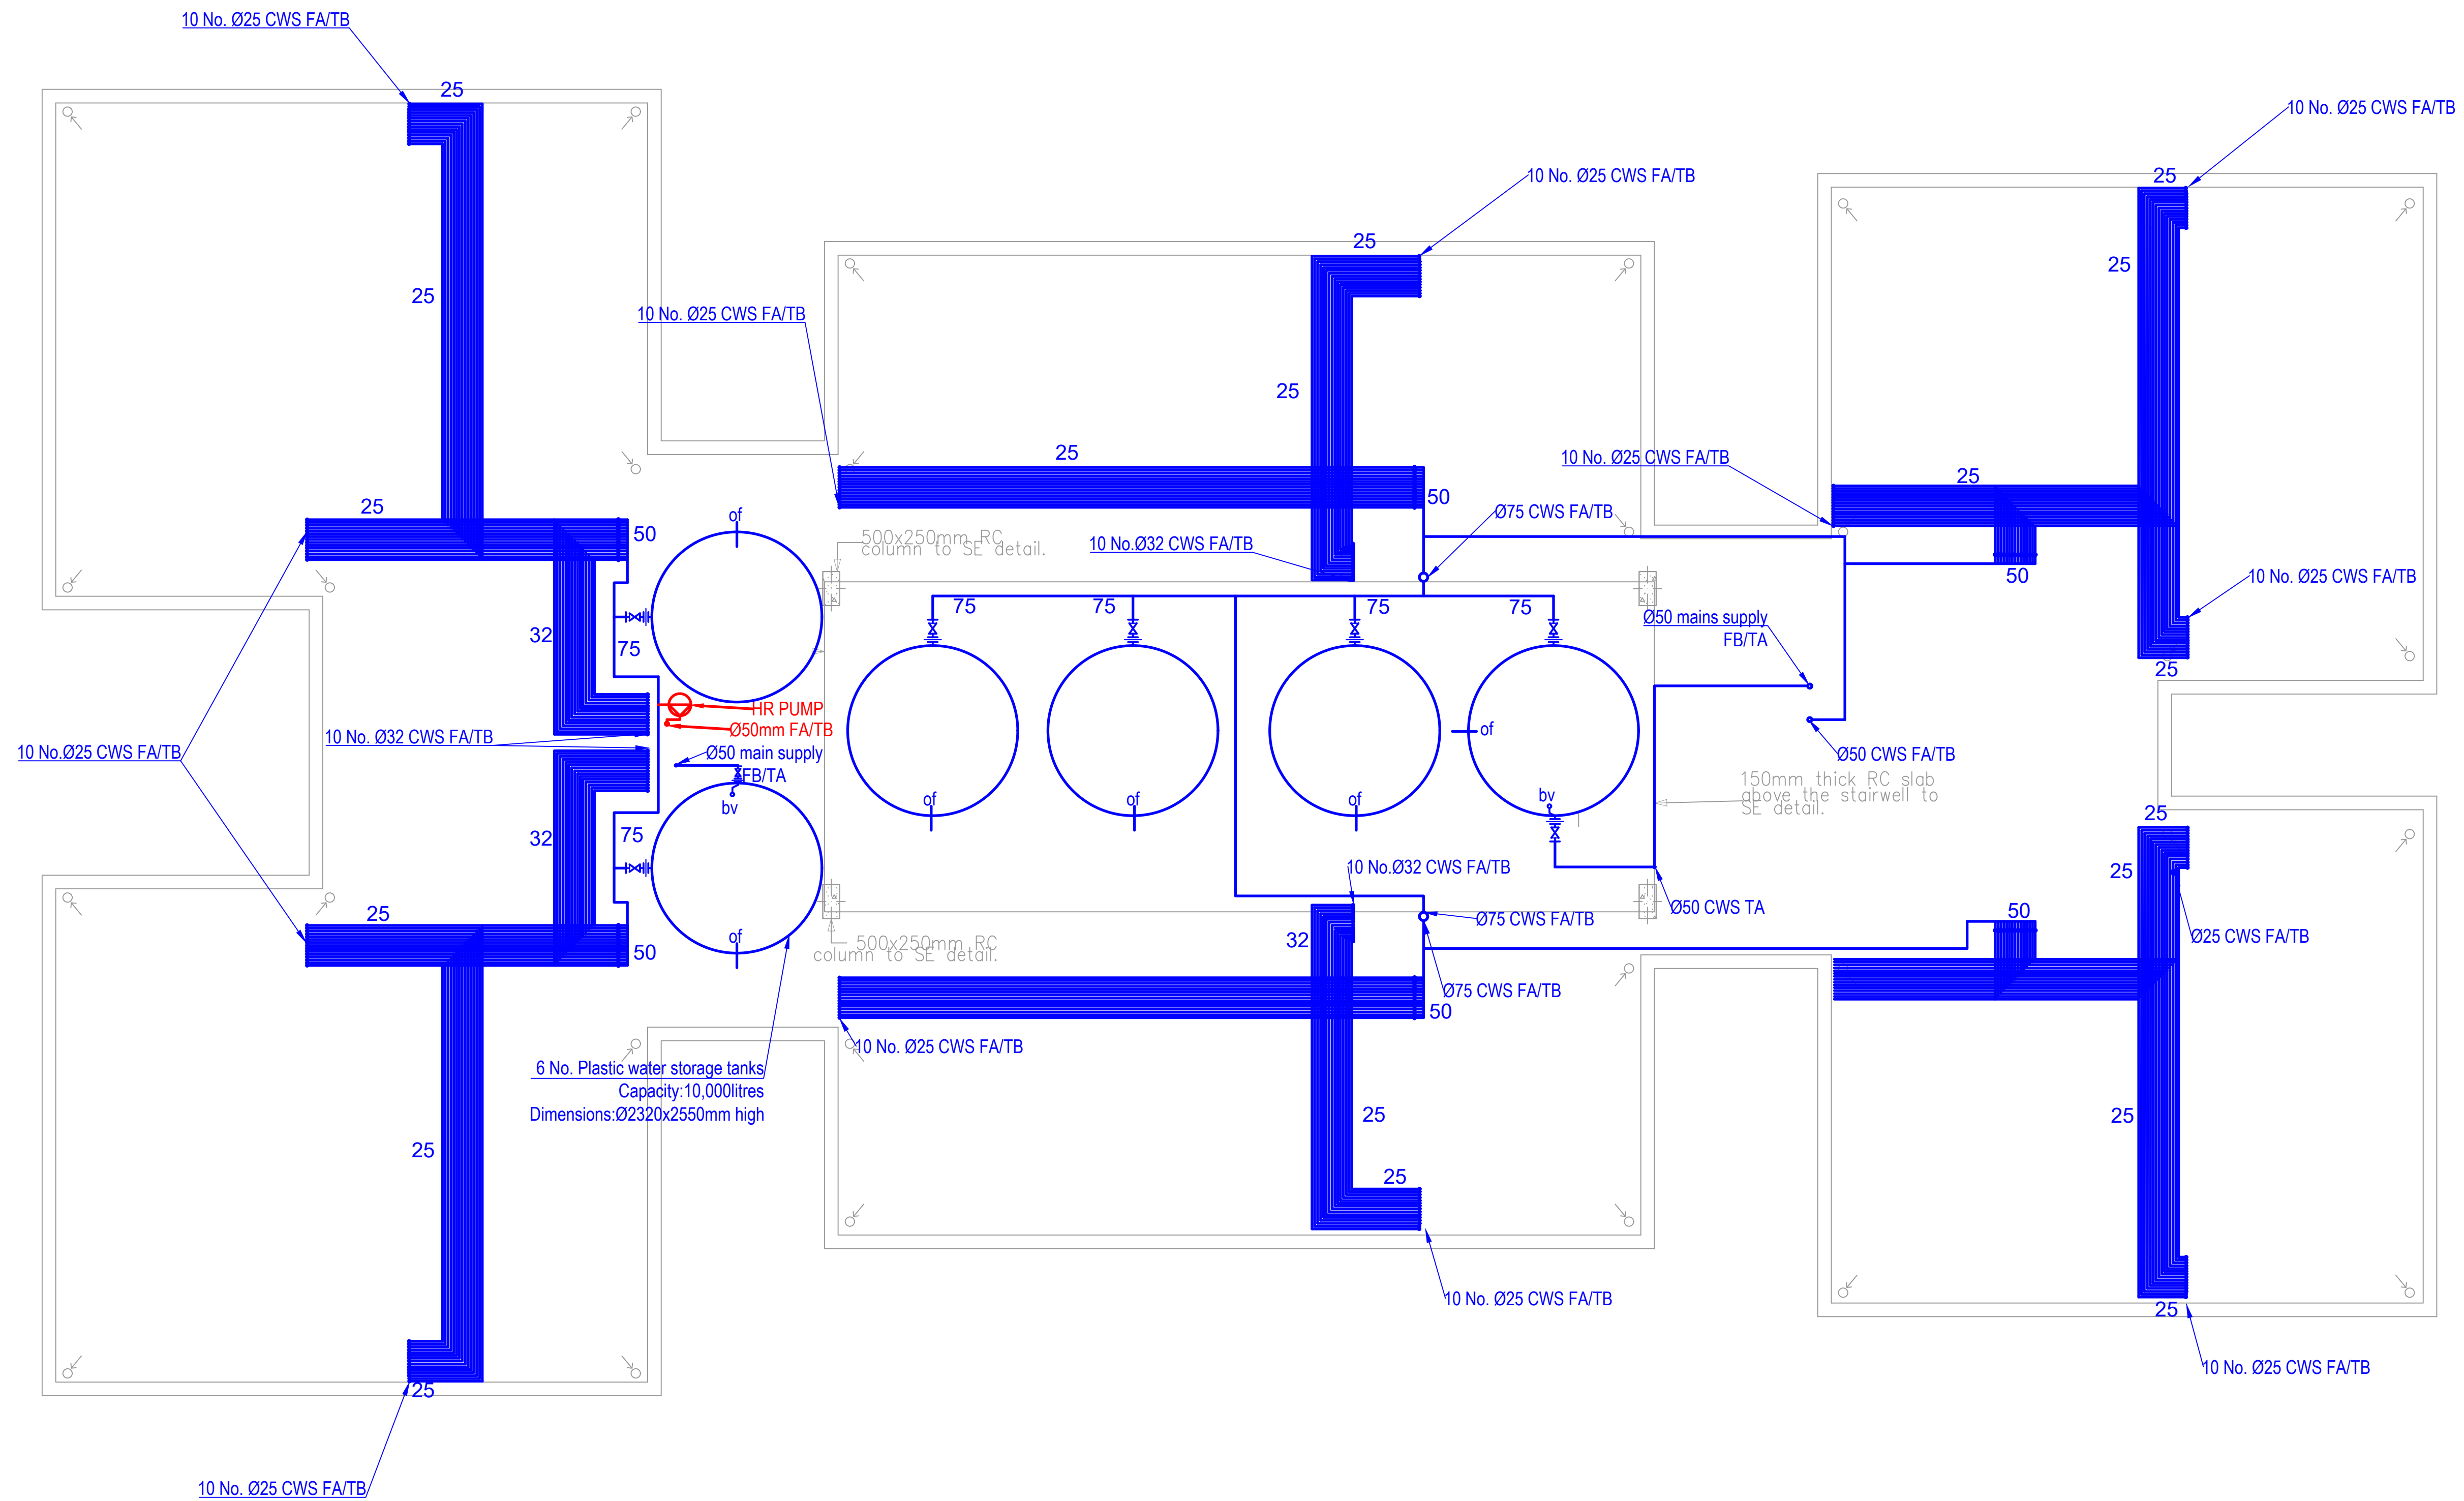 10 No. Ø25 CWS FA/TB
25
10 No. Ø25 CWS FA/TB
10 No. Ø25 CWS FA/TB
25
25
25
25
25
10 No. Ø25 CWS FA/TB
25
25
10 No. Ø25 CWS FA/TB
25
25
50
50
of
500x250mm RC
column to SE detail.
10 No.Ø32 CWS FA/TB
Ø75 CWS FA/TB
50
10 No. Ø25 CWS FA/TB
75
75
75
75
Ø50 mains supply
FB/TA
32
75
25
HR PUMP
Ø50mm FA/TB
10 No. Ø32 CWS FA/TB
10 No.Ø25 CWS FA/TB
Ø50 main supply
FB/TA
bv
of
Ø50 CWS FA/TB
150mm thick RC slab
above the stairwell to
SE detail.
of
of
of
bv
25
32
75
10 No.Ø32 CWS FA/TB
25
Ø50 CWS TA
25
50
Ø75 CWS FA/TB
50
of
32
Ø25 CWS FA/TB
500x250mm RC
column to SE detail.
Ø75 CWS FA/TB
50
10 No. Ø25 CWS FA/TB
6 No. Plastic water storage tanks
Capacity:10,000litres
Dimensions:Ø2320x2550mm high
25
25
25
25
10 No. Ø25 CWS FA/TB
25
10 No. Ø25 CWS FA/TB
25
10 No. Ø25 CWS FA/TB